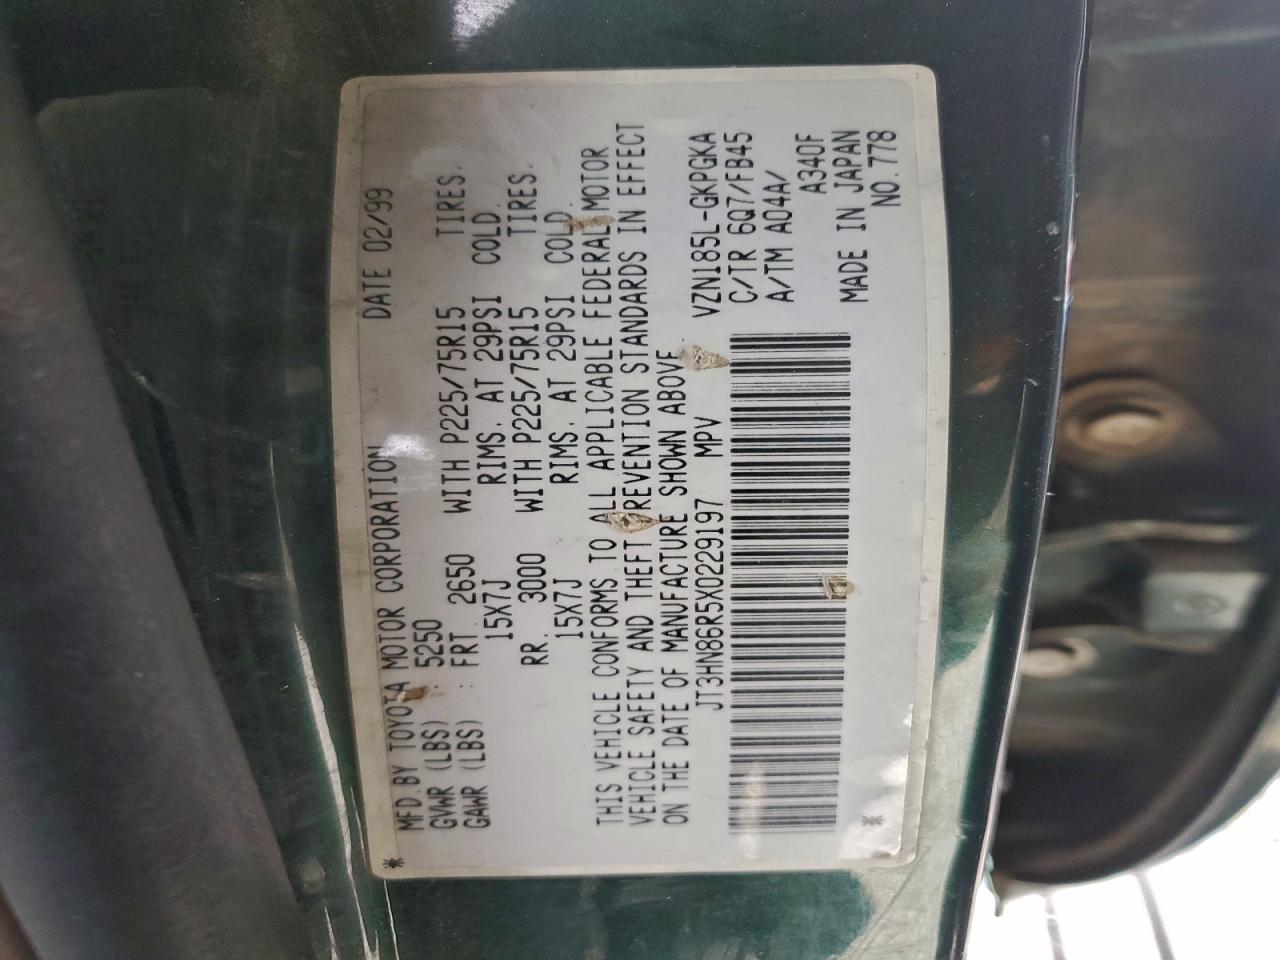 MFD.BY TOYOTA MOTOR CORPORATION DATE 02/99
GVWR (LBS) 5250
GAWR (LBS) FRT. 2650 WITH P225/75R15 TIRES.
15X7J RIMS. AT 29PSI COLD.
RR. 3000 WITH P225/75R15 TIRES.
15X7J RIMS. AT 29PSI COLD.
THIS VEHICLE CONFORMS TO ALL APPLICABLE FEDERAL MOTOR
VEHICLE SAFETY AND THEFT REVENTION STANDARDS IN EFFECT
ON THE DATE OF MANUFACTURE SHOWN ABOVE
JT3HN86R5X0229197 MPV VZN185L-GKPGKA
C/TR 6Q7/FB45
A/TM A04A/
A340F
MADE IN JAPAN
NO.778